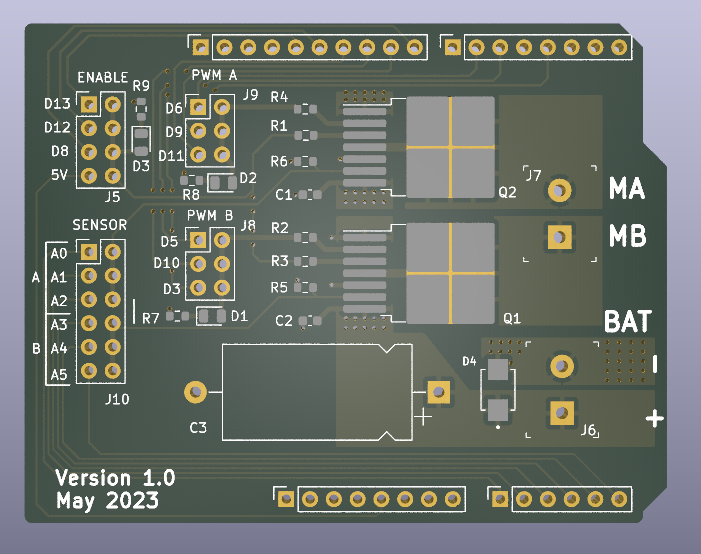 ENABLE
R9
D13
D12
D8
5V
D3
J5
PWM A
J9
D6
D9
D11
R8
D2
R4
R1
R6
C1
Q2
J7
MA
SENSOR
A0
A
A1
A2
A3
B
A4
A5
J10
PWM B
J8
D5
D10
D3
R7
D1
R2
R3
R5
C2
Q1
MB
BAT
D4
-
+
J6
C3
+
Version 1.0
May 2023